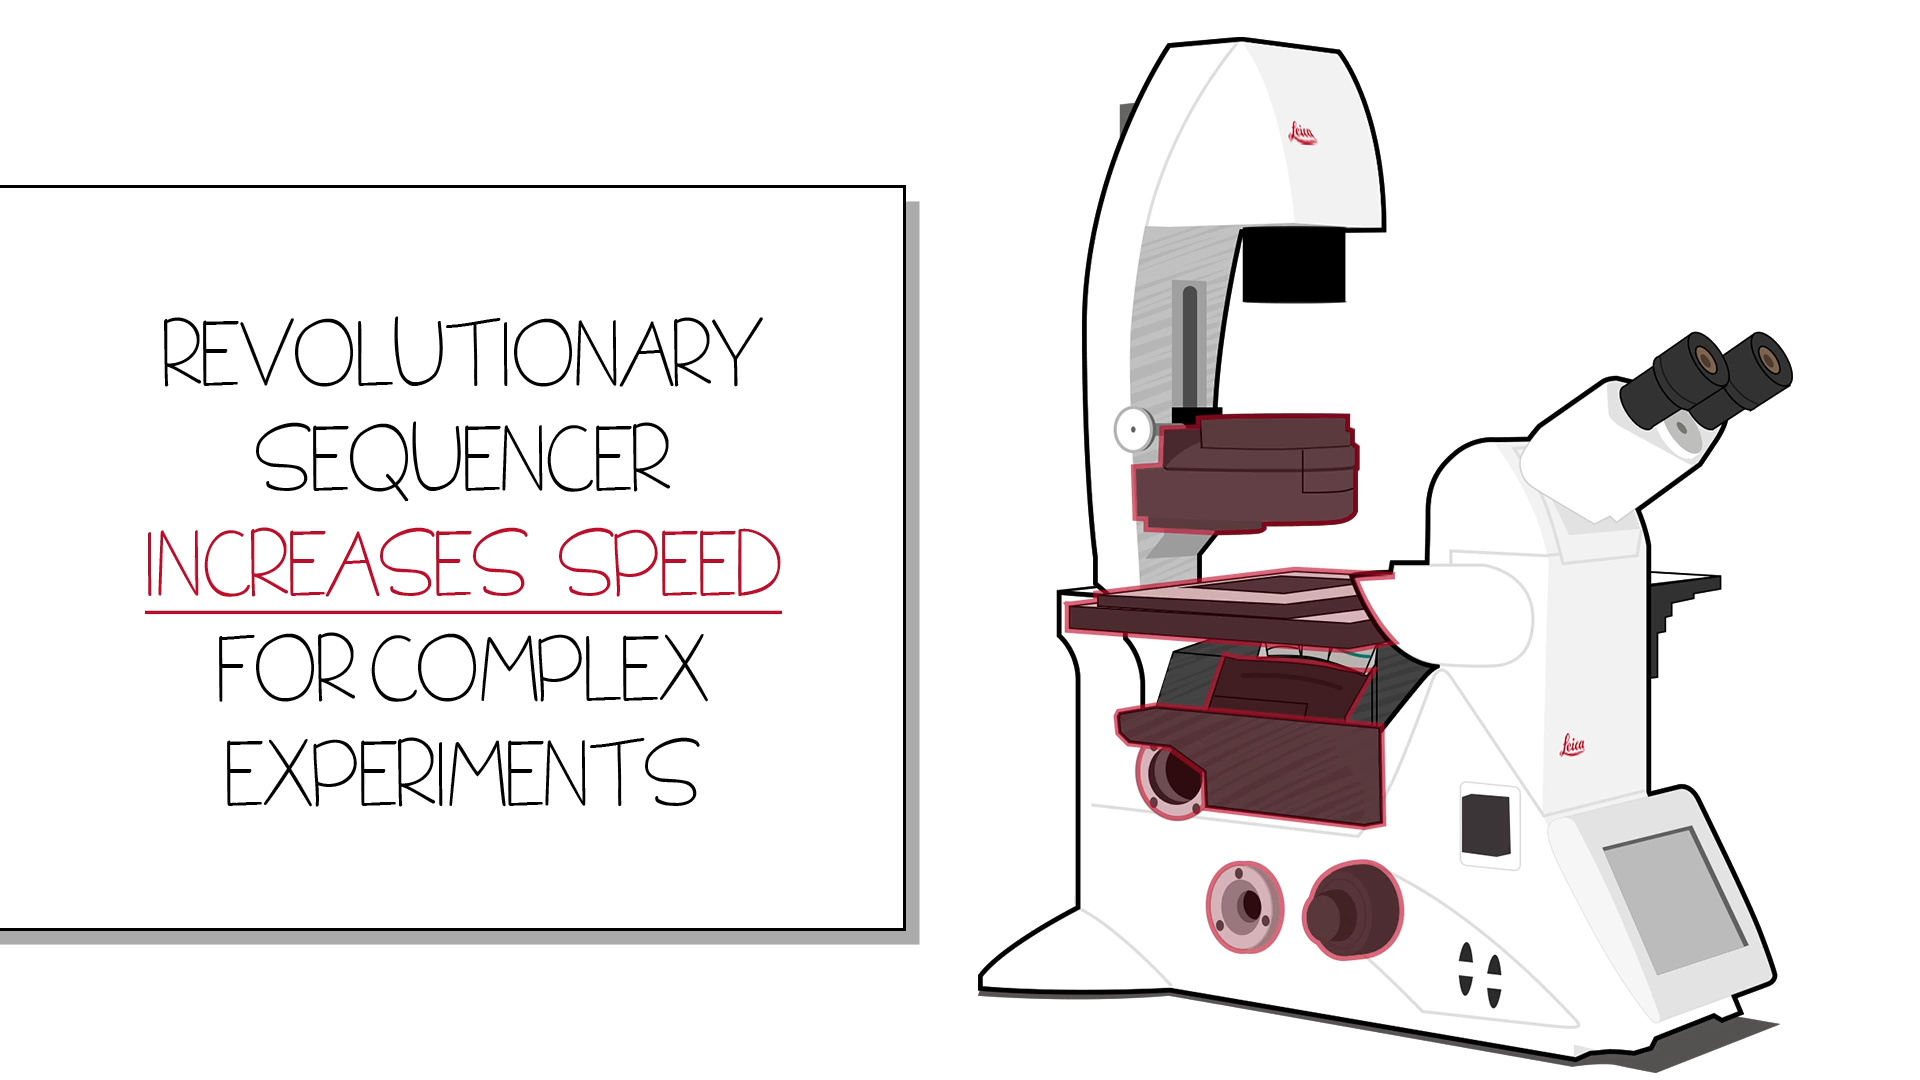 REVOLUTIONARY
SEQUENCER
INCREASES SPEED
FOR COMPLEX
EXPERIMENTS
Leica
Leica